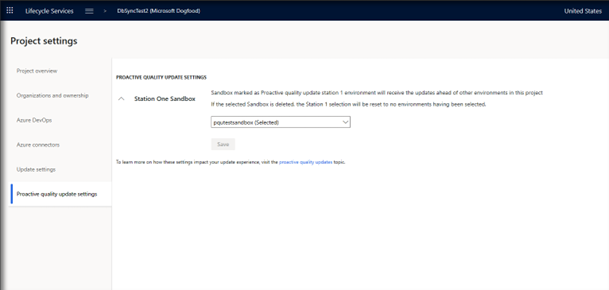 Lifecycle Services
DbSyncTest2 (Microsoft Dogfood)
United States
Project settings
Project overview
Organizations and ownership
Azure DevOps
Azure connectors
Update settings
Proactive quality update settings
PROACTIVE QUALITY UPDATE SETTINGS
Station One Sandbox
Sandbox marked as Proactive quality update station 1 environment will receive the updates ahead of other environments in this project
If the selected Sandbox is deleted, the Station 1 selection will be reset to no environments having been selected.
pqutestsandbox (Selected)
Save
To learn more on how these settings impact your update experience, visit the proactive quality updates topic.